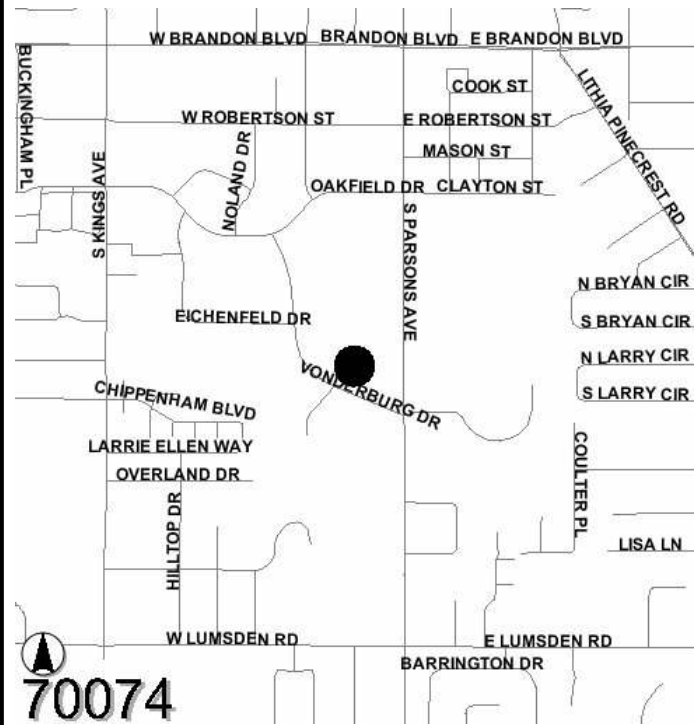 W BRANDON BLVD
BRANDON BLVD
E BRANDON BLVD
BUCKINGHAM PL
COOK ST
LITHIA PINECREST RD
W ROBERTSON ST
E ROBERTSON ST
NOLAND DR
MASON ST
S KINGS AVE
OAKFIELD DR
CLAYTON ST
S PARSONS AVE
N BRYAN CIR
EICHENFELD DR
S BRYAN CIR
N LARRY CIR
VONDERBURG DR
CHIPPENHAM BLVD
S LARRY CIR
LARRIE ELLEN WAY
OVERLAND DR
COULTER PL
HILLTOP DR
LISA LN
W LUMSDEN RD
E LUMSDEN RD
BARRINGTON DR
70074